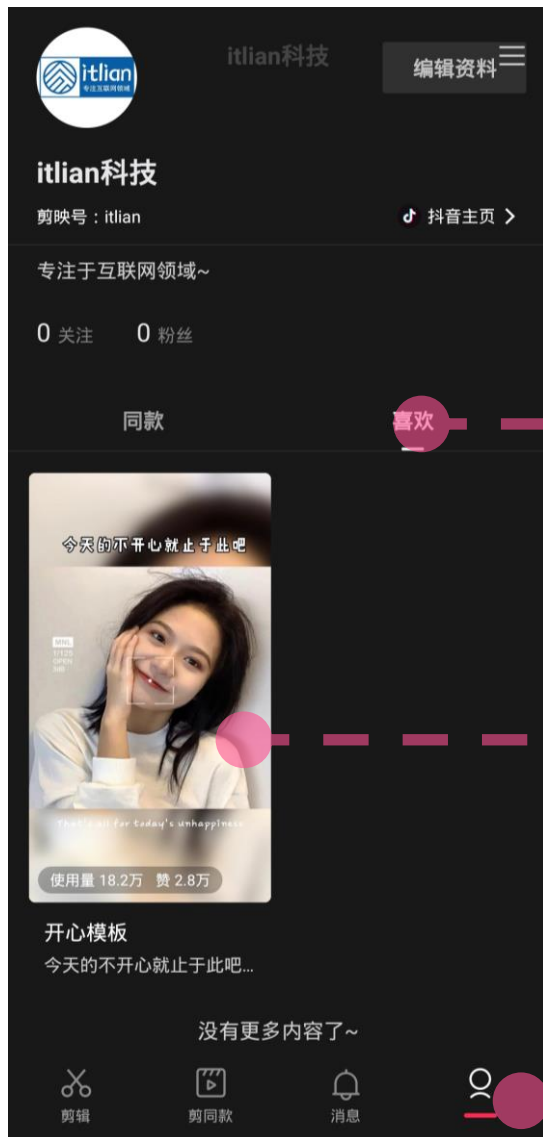 itlian
专注互联网领域
itlian科技
编辑资料
itlian科技
剪映号：itlian
抖音主页
专注于互联网领域~
0 关注 0 粉丝
同款 喜欢
今天的不开心就止于此吧
MNL
1/125
OPEN
That's all for today's unhappiness
使用量 18.2万 赞 2.8万
开心模板
今天的不开心就止于此吧...
没有更多内容了~
剪辑 剪同款 消息